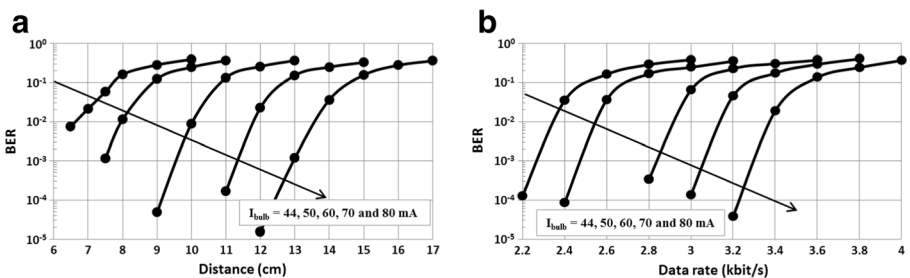 a
BER
10⁰
10⁻¹
10⁻²
10⁻³
10⁻⁴
10⁻⁵
I_bulb = 44, 50, 60, 70 and 80 mA
6 7 8 9 10 11 12 13 14 15 16 17
Distance (cm)
b
BER
10⁰
10⁻¹
10⁻²
10⁻³
10⁻⁴
10⁻⁵
I_bulb = 44, 50, 60, 70 and 80 mA
2.2 2.4 2.6 2.8 3 3.2 3.4 3.6 3.8 4
Data rate (kbit/s)